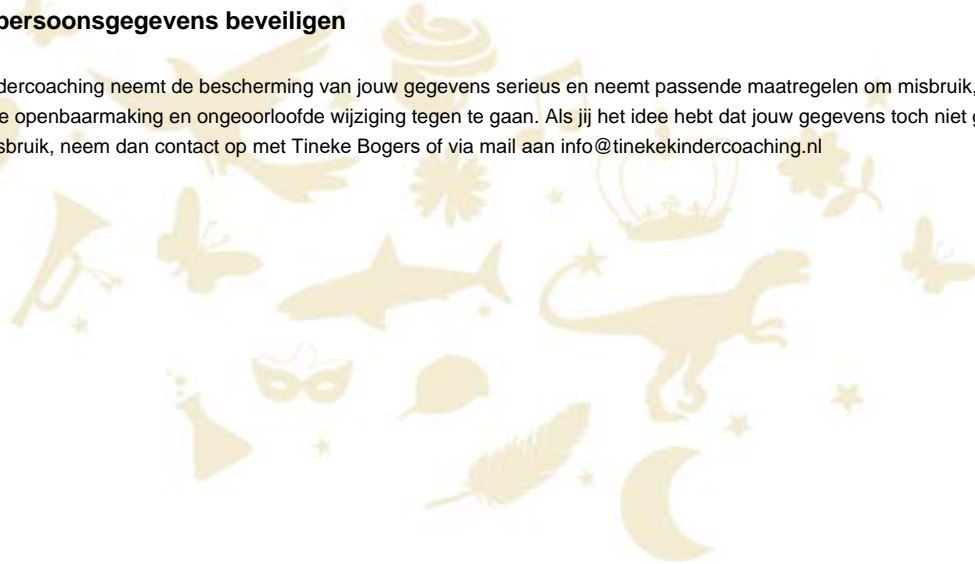 persoonsgegevens beveiligen
dercoaching neemt de bescherming van jouw gegevens serieus en neemt passende maatregelen om misbruik,
e openbaarmaking en ongeoorloofde wijziging tegen te gaan. Als jij het idee hebt dat jouw gegevens toch niet g
sbruik, neem dan contact op met Tineke Bogers of via mail aan info@tinekekindercoaching.nl